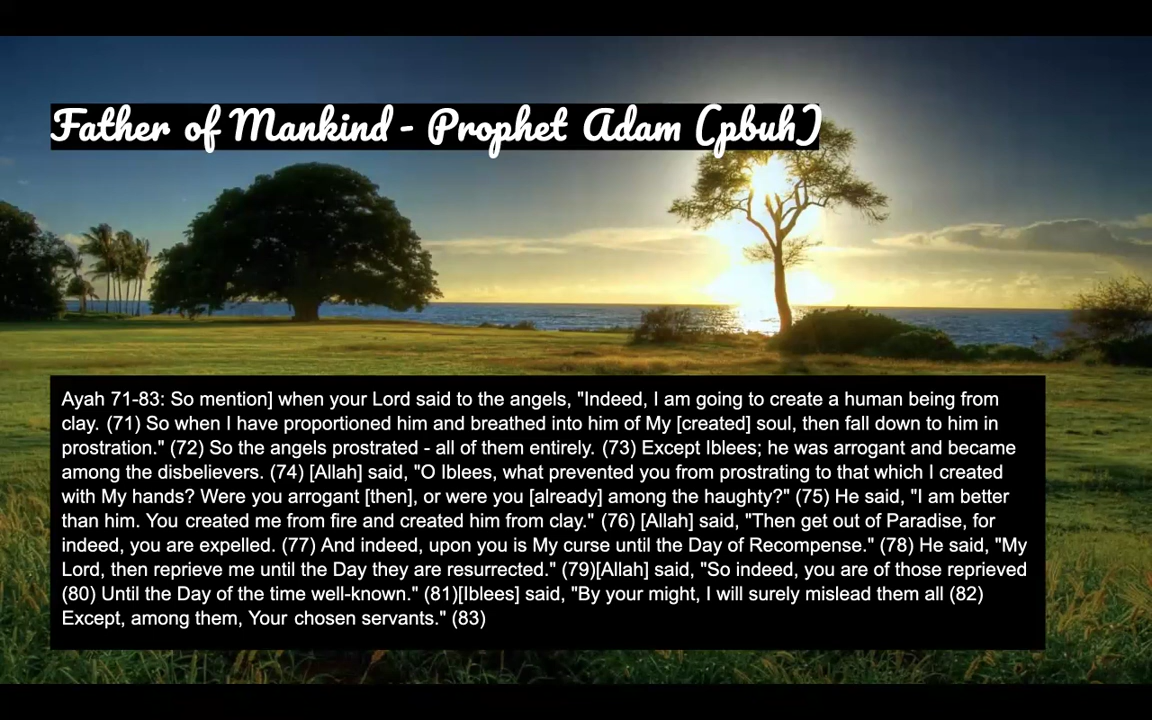 Father of Mankind - Prophet Adam (pbuh)
Ayah 71-83: So mention] when your Lord said to the angels, "Indeed, I am going to create a human being from
clay. (71) So when I have proportioned him and breathed into him of My [created] soul, then fall down to him in
prostration." (72) So the angels prostrated - all of them entirely. (73) Except Iblees; he was arrogant and became
among the disbelievers. (74) [Allah] said, "O Iblees, what prevented you from prostrating to that which I created
with My hands? Were you arrogant [then], or were you [already] among the haughty?" (75) He said, "I am better
than him. You created me from fire and created him from clay." (76) [Allah] said, "Then get out of Paradise, for
indeed, you are expelled. (77) And indeed, upon you is My curse until the Day of Recompense." (78) He said, "My
Lord, then reprieve me until the Day they are resurrected." (79)[Allah] said, "So indeed, you are of those reprieved
(80) Until the Day of the time well-known." (81)[Iblees] said, "By your might, I will surely mislead them all (82)
Except, among them, Your chosen servants." (83)